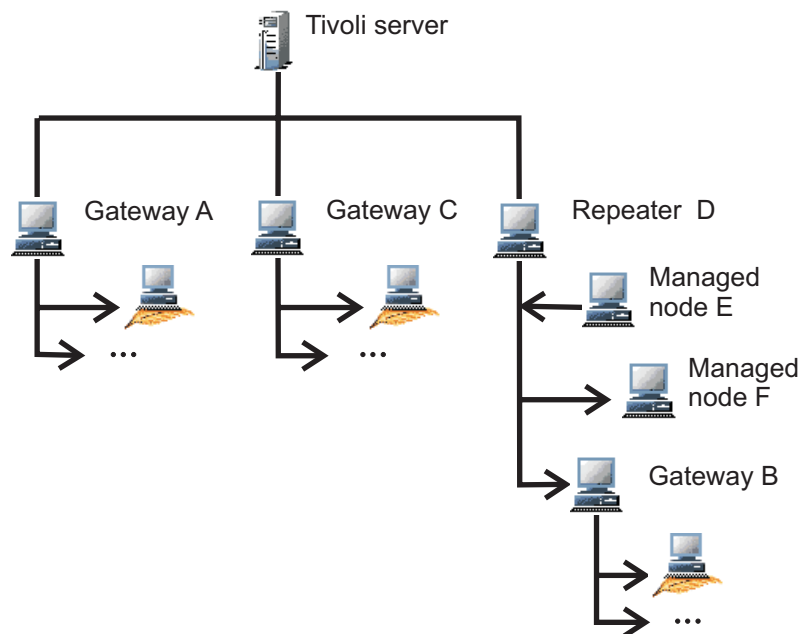 Tivoli server
Gateway A
Gateway C
Repeater D
Managed
node E
...
...
Managed
node F
Gateway B
...